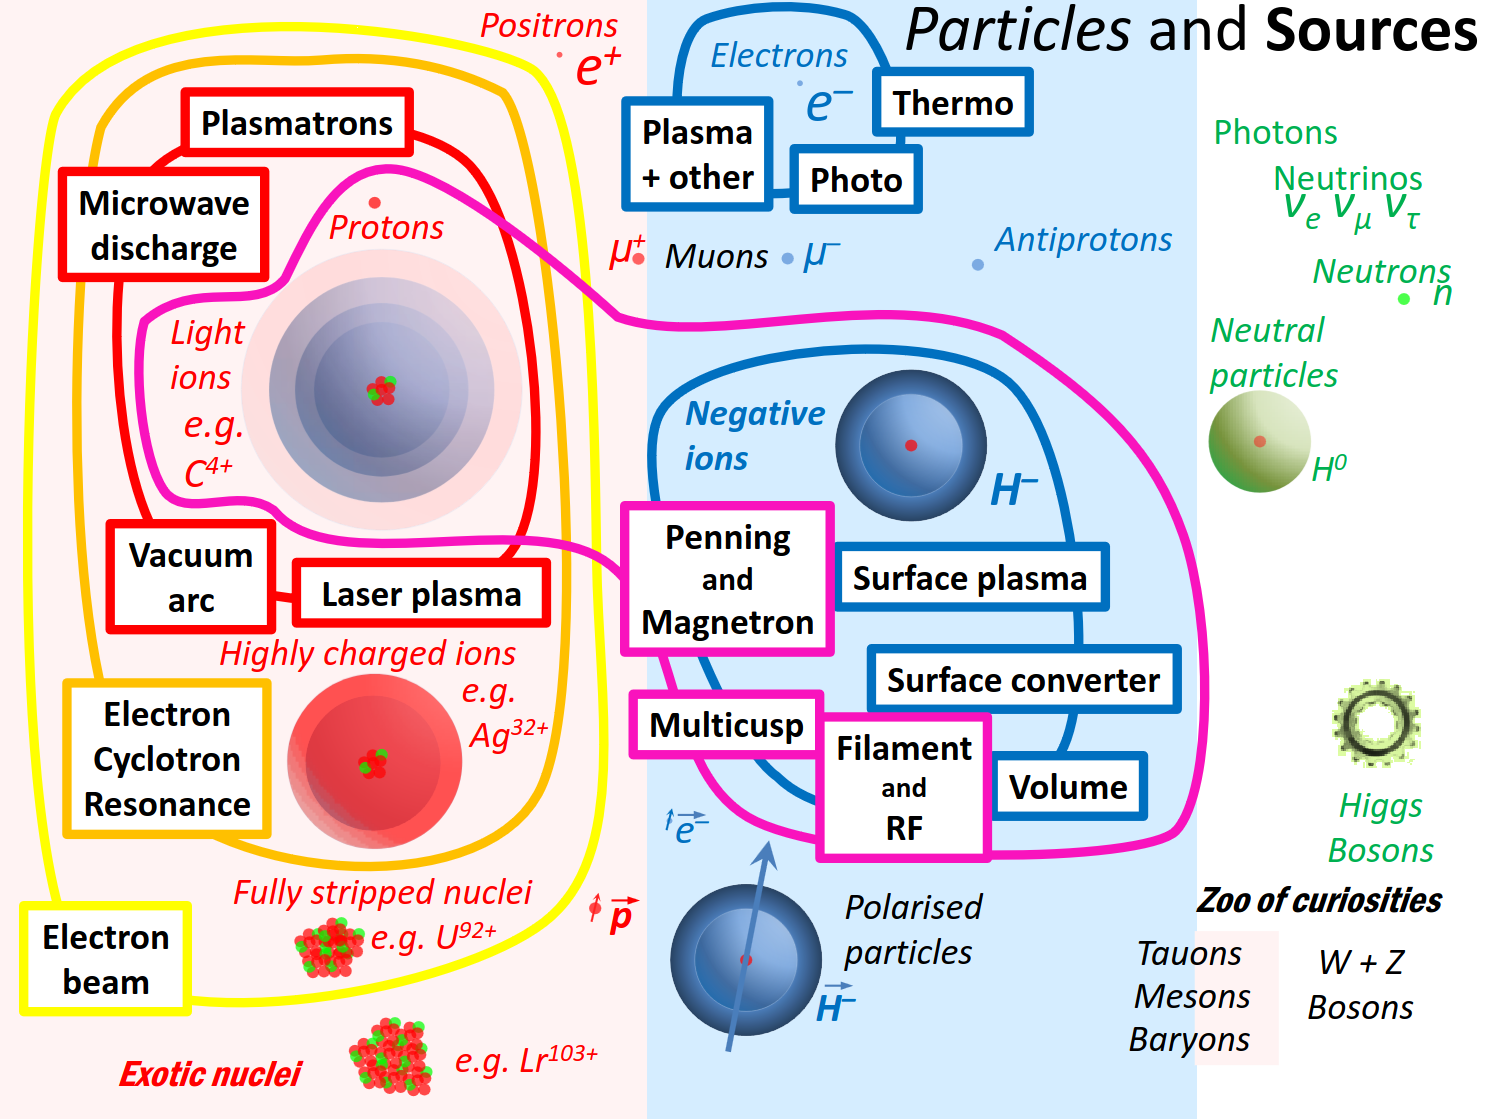 Particles and Sources
Positrons
e⁺
Electrons
e⁻
Plasma
+ other
Thermo
Photo
Photons
Neutrinos
νe νμ ντ
Neutrons
n
Neutral
particles
H⁰
Plasmatrons
Microwave
discharge
Protons
μ⁺ Muons μ⁻
Antiprotons
Light
ions
e.g.
C⁴⁺
Vacuum
arc
Laser plasma
Negative
ions
H⁻
Penning
and
Magnetron
Surface plasma
Surface converter
Multicusp
Filament
and
RF
Volume
Highly charged ions
e.g.
Ag³²⁺
Electron
Cyclotron
Resonance
Fully stripped nuclei
e.g. U⁹²⁺
Electron
beam
Exotic nuclei
e.g. Lr¹⁰³⁺
e⁻
p
Polarised
particles
H⁻
Higgs
Bosons
Zoo of curiosities
Tauons
Mesons
Baryons
W + Z
Bosons